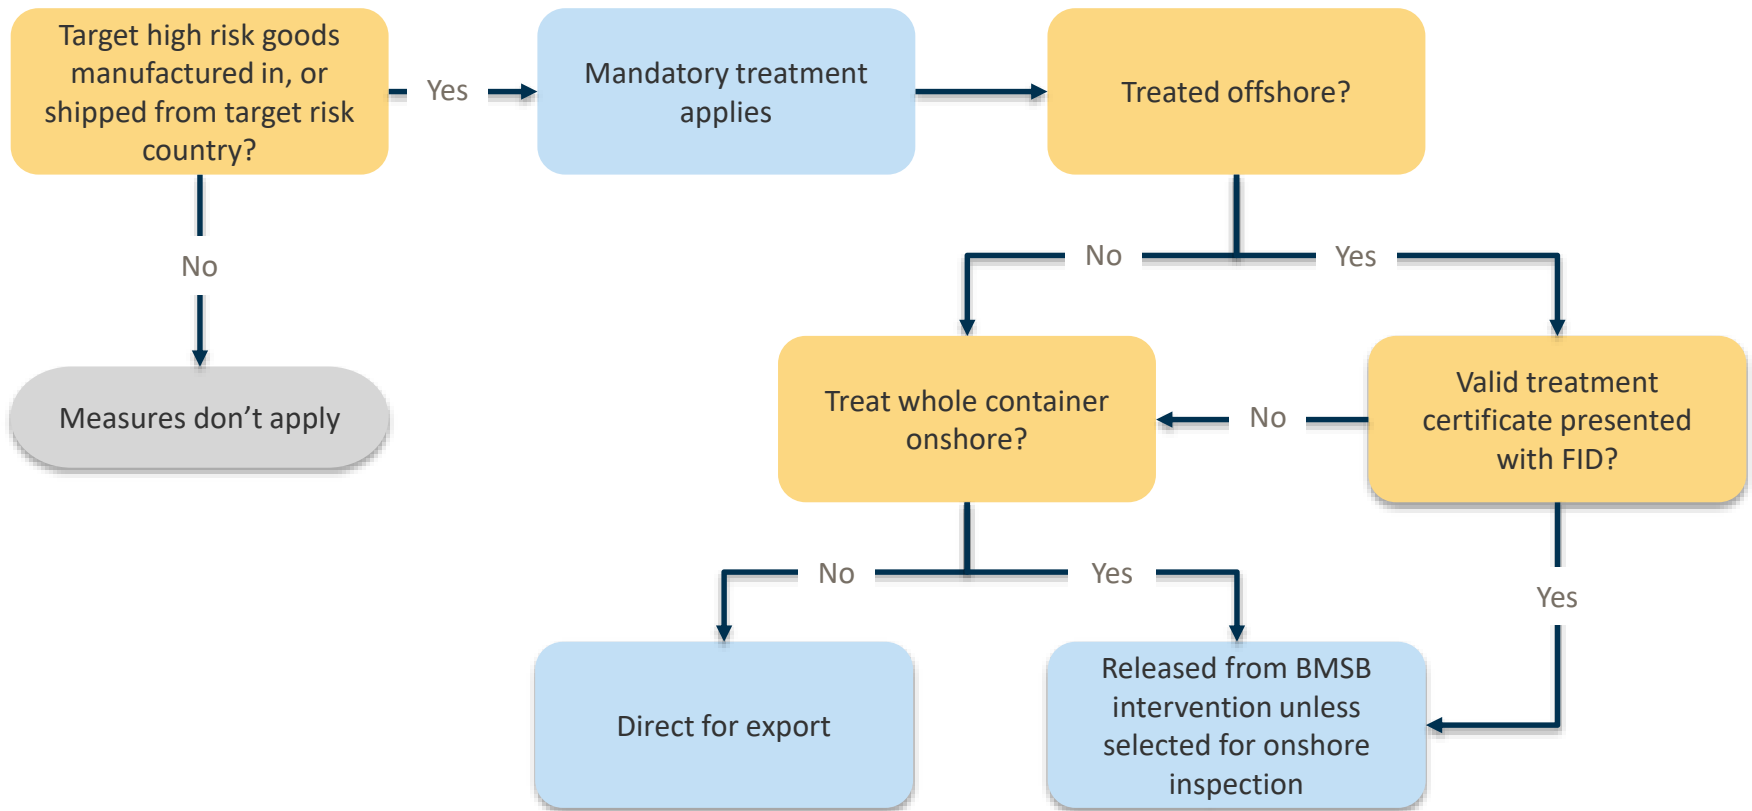 Target high risk goods
manufactured in, or
shipped from target risk
country?
Yes
Mandatory treatment
applies
Treated offshore?
No
No
Yes
Measures don’t apply
Treat whole container
onshore?
No
Valid treatment
certificate presented
with FID?
No
Yes
Yes
Direct for export
Released from BMSB
intervention unless
selected for onshore
inspection